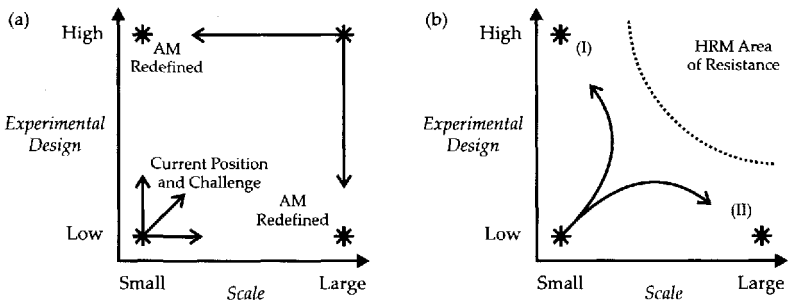 (a)
High
AM
Redefined
Experimental
Design
Current Position
and Challenge
AM
Redefined
Low
Small
Scale
Large
(b)
High
(I)
HRM Area
of Resistance
Experimental
Design
(II)
Low
Small
Scale
Large